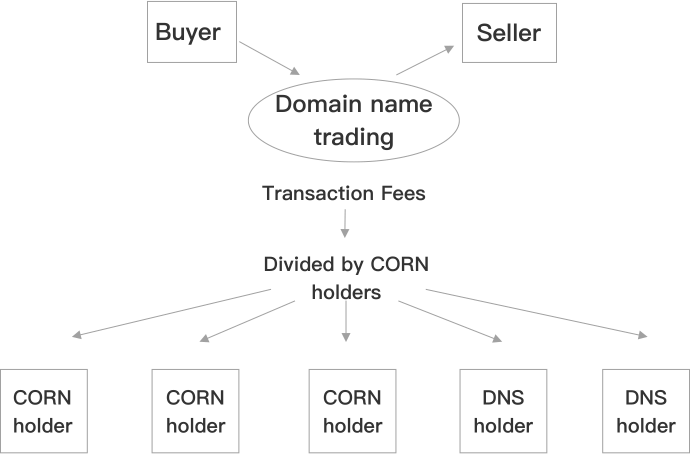 Buyer
Seller
Domain name
trading
Transaction Fees
Divided by CORN
holders
CORN
holder
CORN
holder
CORN
holder
DNS
holder
DNS
holder